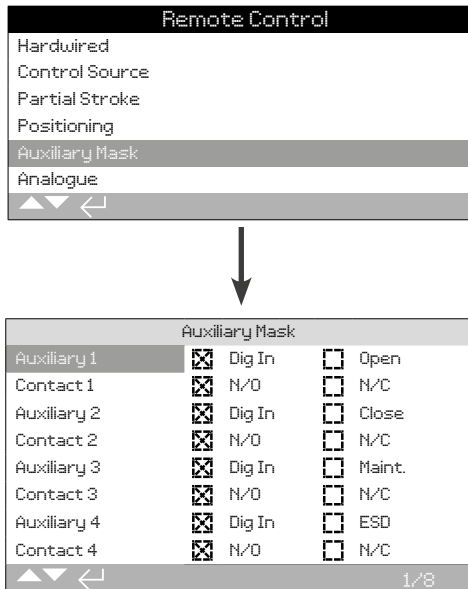 Remote Control
Hardwired
Control Source
Partial Stroke
Positioning
Auxiliary Mask
Analogue
Auxiliary Mask
Auxiliary 1 Dig In Open
Contact 1 N/O N/C
Auxiliary 2 Dig In Close
Contact 2 N/O N/C
Auxiliary 3 Dig In Maint.
Contact 3 N/O N/C
Auxiliary 4 Dig In ESD
Contact 4 N/O N/C
1/8